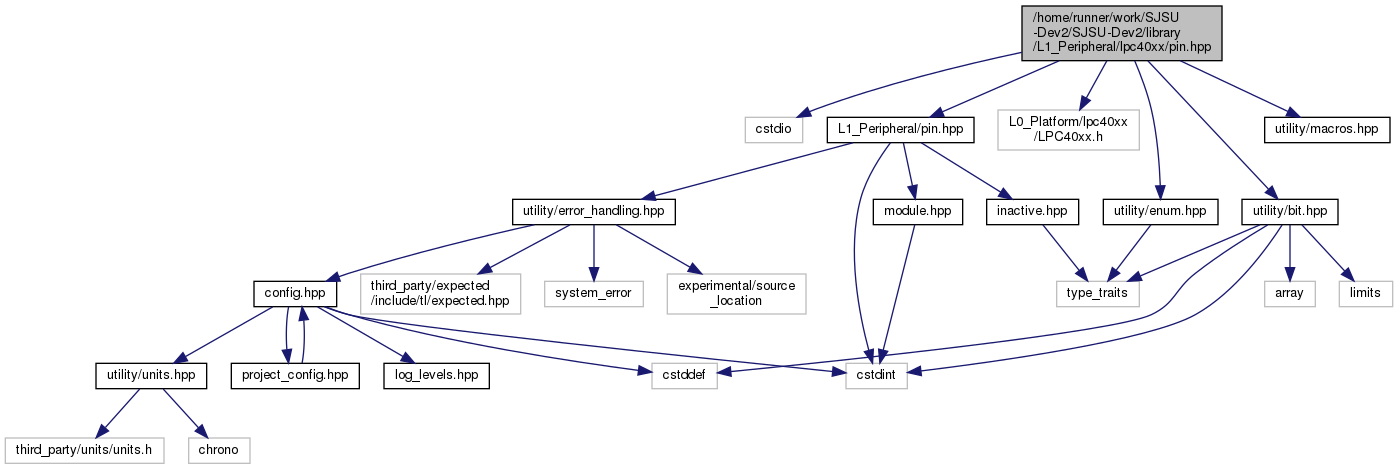 /home/runner/work/SJSU
-Dev2/SJSU-Dev2/library
/L1_Peripheral/lpc40xx/pin.hpp
cstdio
L1_Peripheral/pin.hpp
L0_Platform/lpc40xx
/LPC40xx.h
utility/macros.hpp
utility/error_handling.hpp
module.hpp
inactive.hpp
utility/enum.hpp
utility/bit.hpp
config.hpp
third_party/expected
/include/tl/expected.hpp
system_error
experimental/source
_location
type_traits
array
limits
utility/units.hpp
project_config.hpp
log_levels.hpp
cstddef
cstdint
third_party/units/units.h
chrono